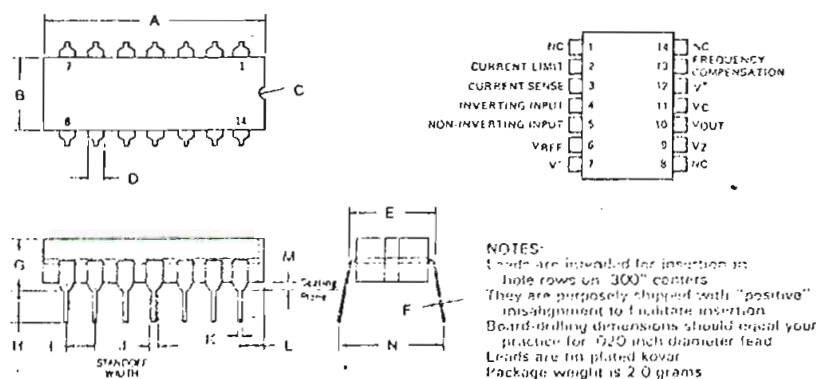 A
7 1
B
C
8 14
D
NC 1 14 NC
CURRENT LIMIT 2 13 FREQUENCY COMPENSATION
CURRENT SENSE 3 12 V+
INVERTING INPUT 4 11 VC
NON-INVERTING INPUT 5 10 VOUT
VREF 6 9 VZ
V- 7 8 NC
E
G
M
Seating Plane
F
H I J K L
STANDOFF
WIDTH
N
NOTES:
Leads are intended for insertion in
hole rows on .300" centers
They are purposely shipped with "positive"
misalignment to facilitate insertion
Board-drilling dimensions should equal your
practice for .020 inch diameter lead
Leads are tin plated kovar
Package weight is 2.0 grams